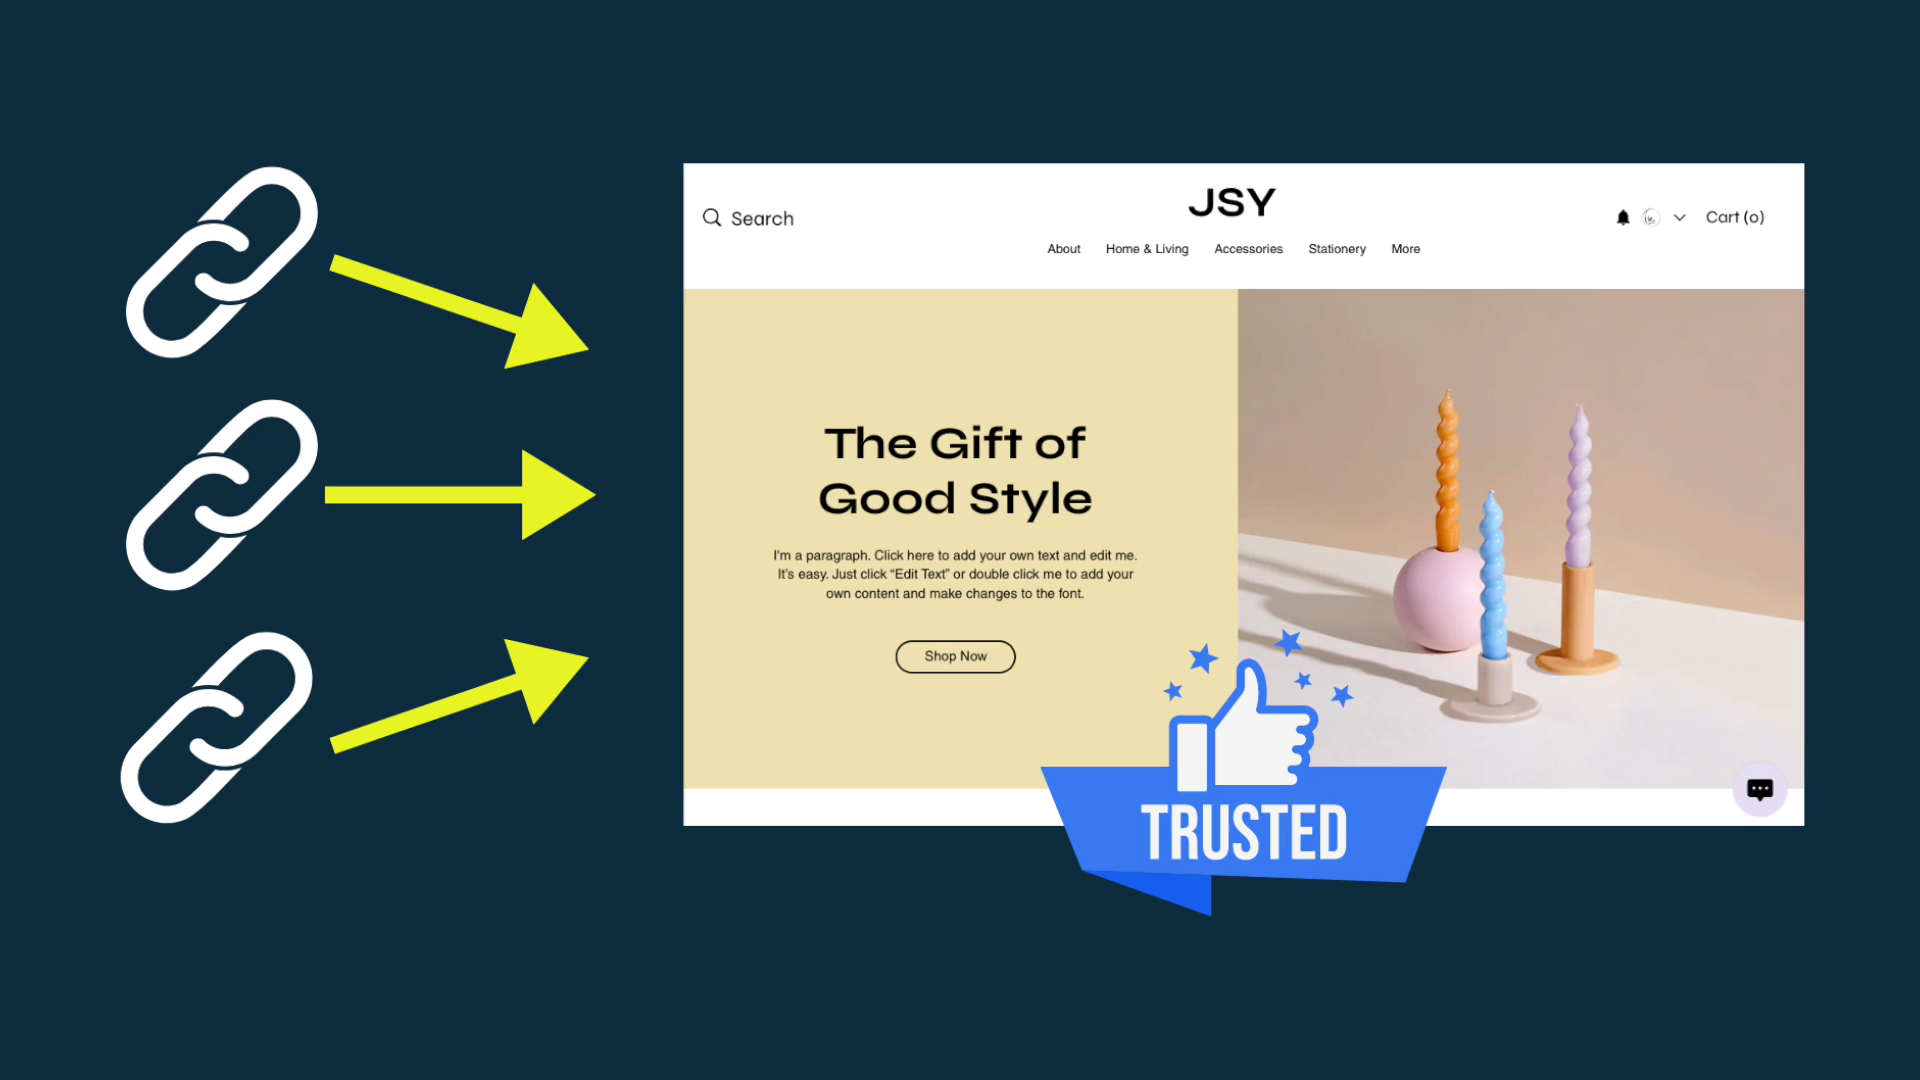 JSY
Search
Cart (0)
About Home & Living Accessories Stationery More
The Gift of
Good Style
I'm a paragraph. Click here to add your own text and edit me.
It's easy. Just click “Edit Text” or double click me to add your
own content and make changes to the font.
Shop Now
TRUSTED